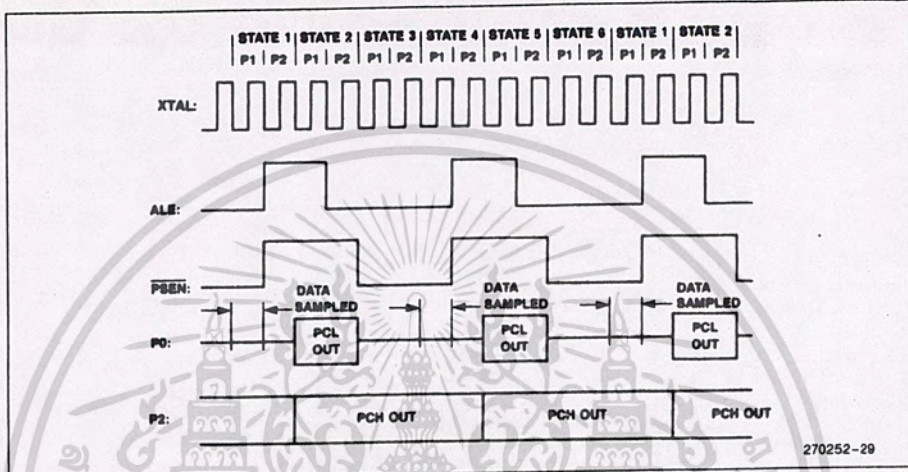 STATE 1 STATE 2 STATE 3 STATE 4 STATE 5 STATE 6 STATE 1 STATE 2
P1 P2 P1 P2 P1 P2 P1 P2 P1 P2 P1 P2 P1 P2 P1 P2
XTAL:
ALE:
PSEN:
DATA SAMPLED DATA SAMPLED DATA SAMPLED
P0: PCL OUT PCL OUT PCL OUT
P2: PCH OUT PCH OUT PCH OUT
270252-29